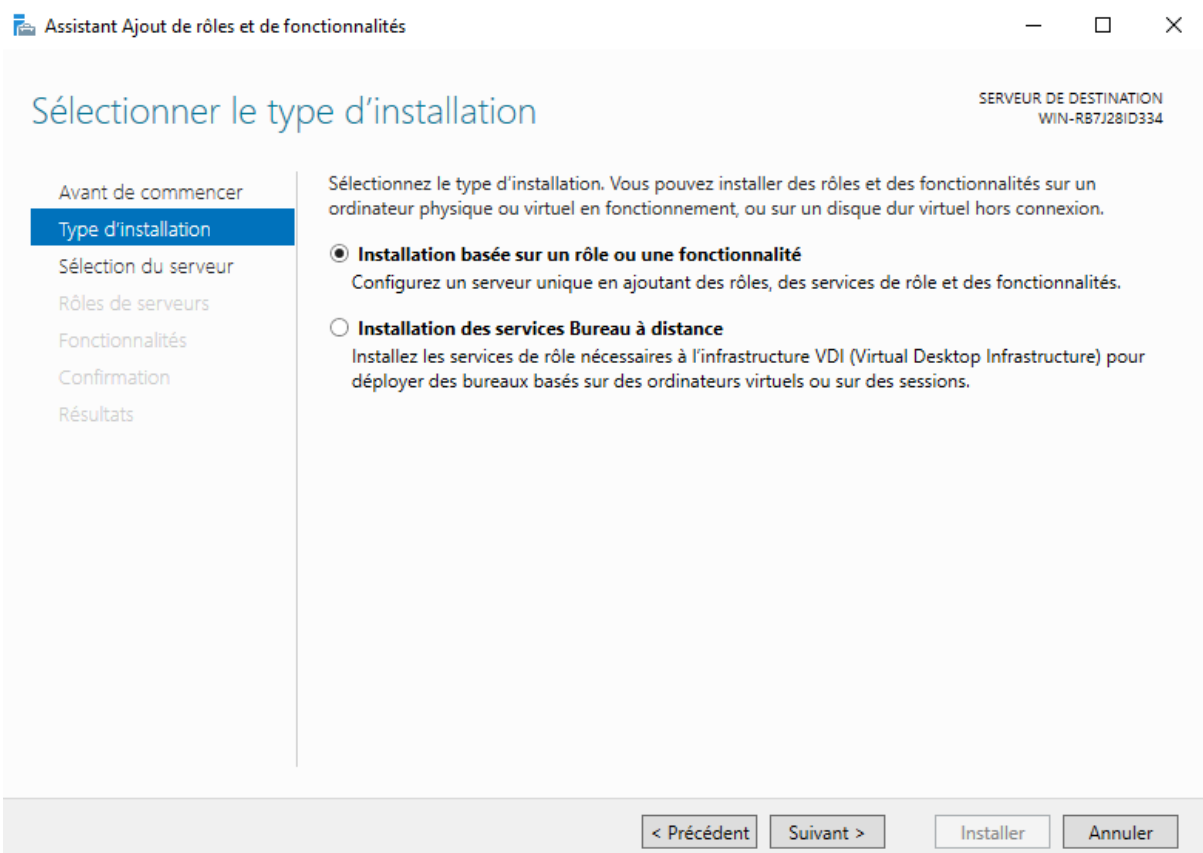 Assistant Ajout de rôles et de fonctionnalités
Sélectionner le type d’installation
SERVEUR DE DESTINATION
WIN-RB7J28ID334
Avant de commencer
Type d’installation
Sélection du serveur
Rôles de serveurs
Fonctionnalités
Confirmation
Résultats
Sélectionnez le type d’installation. Vous pouvez installer des rôles et des fonctionnalités sur un
ordinateur physique ou virtuel en fonctionnement, ou sur un disque dur virtuel hors connexion.
Installation basée sur un rôle ou une fonctionnalité
Configurez un serveur unique en ajoutant des rôles, des services de rôle et des fonctionnalités.
Installation des services Bureau à distance
Installez les services de rôle nécessaires à l’infrastructure VDI (Virtual Desktop Infrastructure) pour
déployer des bureaux basés sur des ordinateurs virtuels ou sur des sessions.
< Précédent
Suivant >
Installer
Annuler